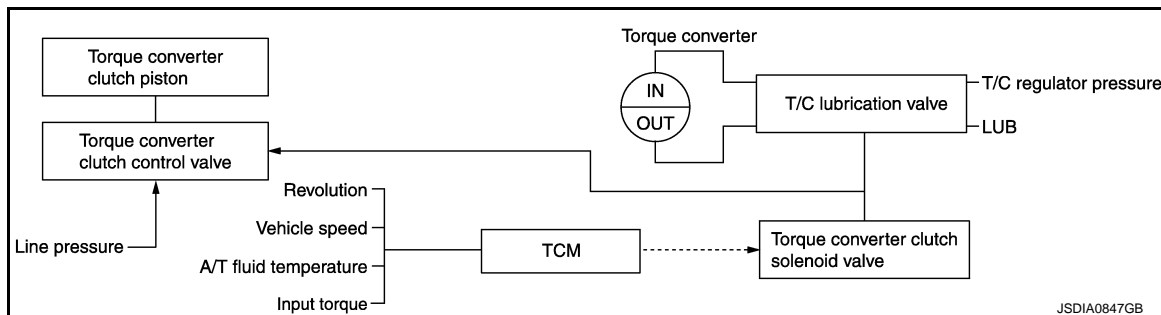 Torque converter
clutch piston
Torque converter
clutch control valve
Line pressure
Revolution
Vehicle speed
A/T fluid temperature
Input torque
TCM
Torque converter
IN
OUT
T/C lubrication valve
T/C regulator pressure
LUB
Torque converter clutch
solenoid valve
JSDIA0847GB